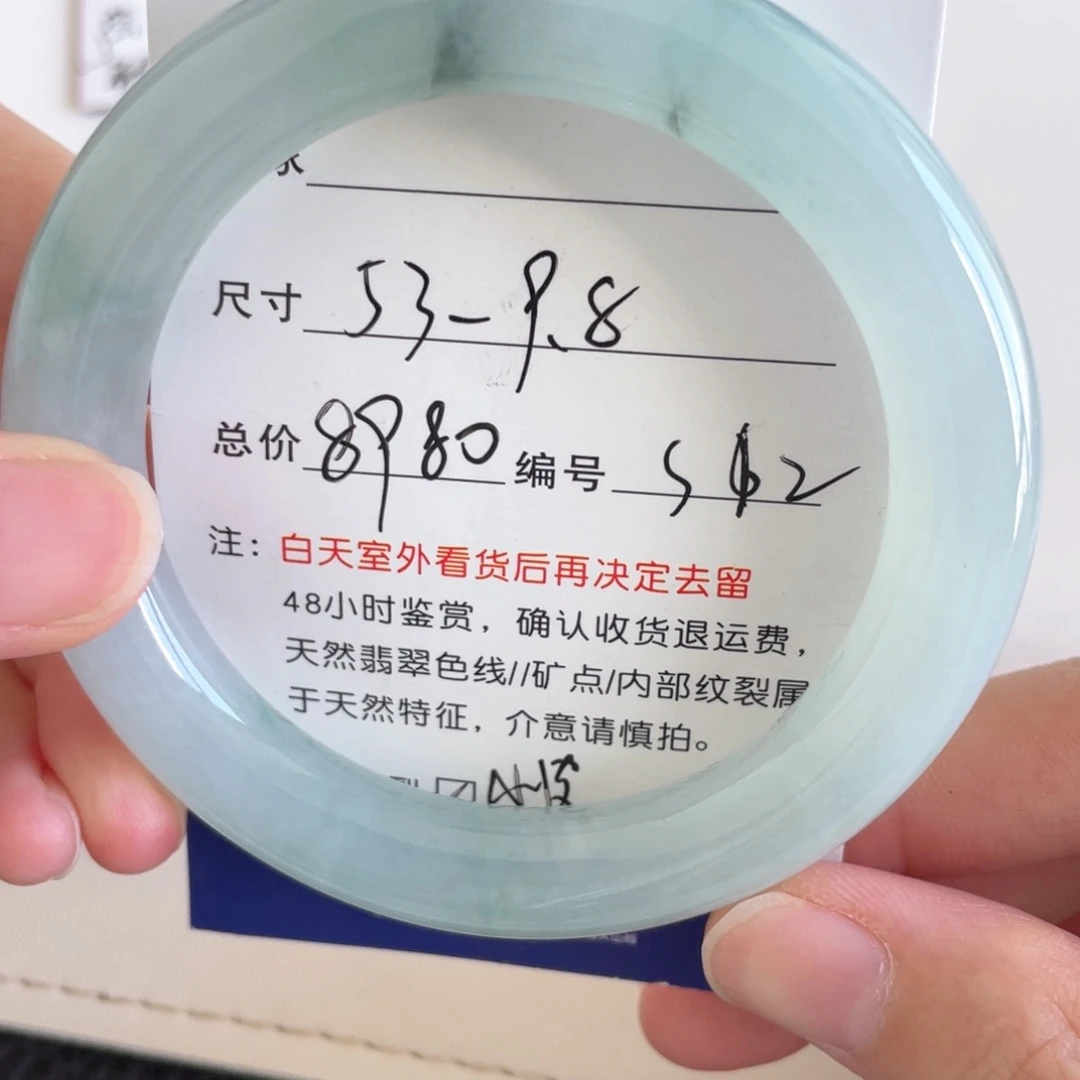 尺寸 53-9.8
总价 8980 编号 S62
注：白天室外看货后再决定去留
48小时鉴赏，确认收货退运费，
天然翡翠色线//矿点/内部纹裂属
于天然特征，介意请慎拍。